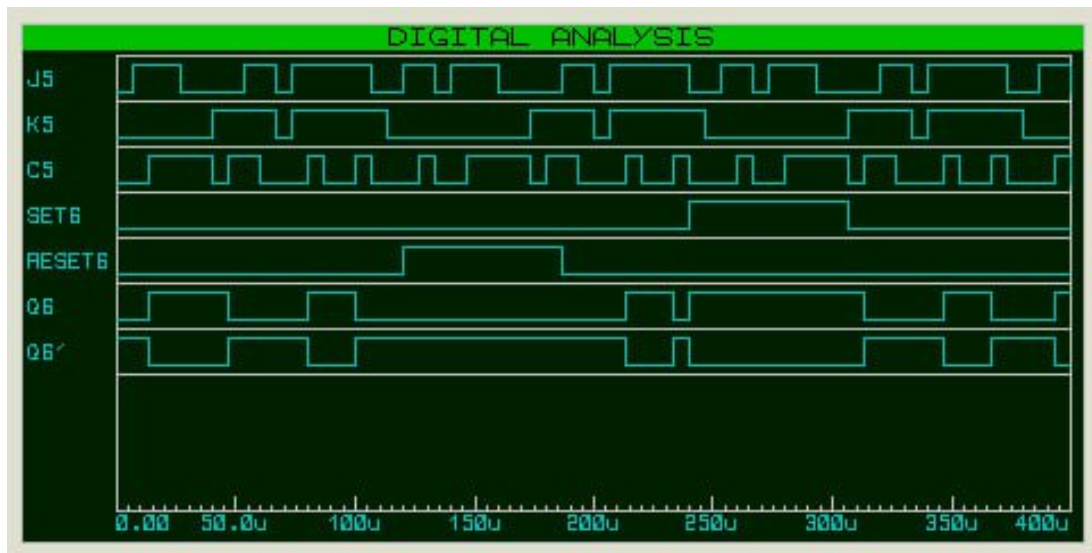 DIGITAL ANALYSIS
J5
K5
C5
SET6
RESET6
Q6
Q6'
0.00 50.0u 100u 150u 200u 250u 300u 350u 400u